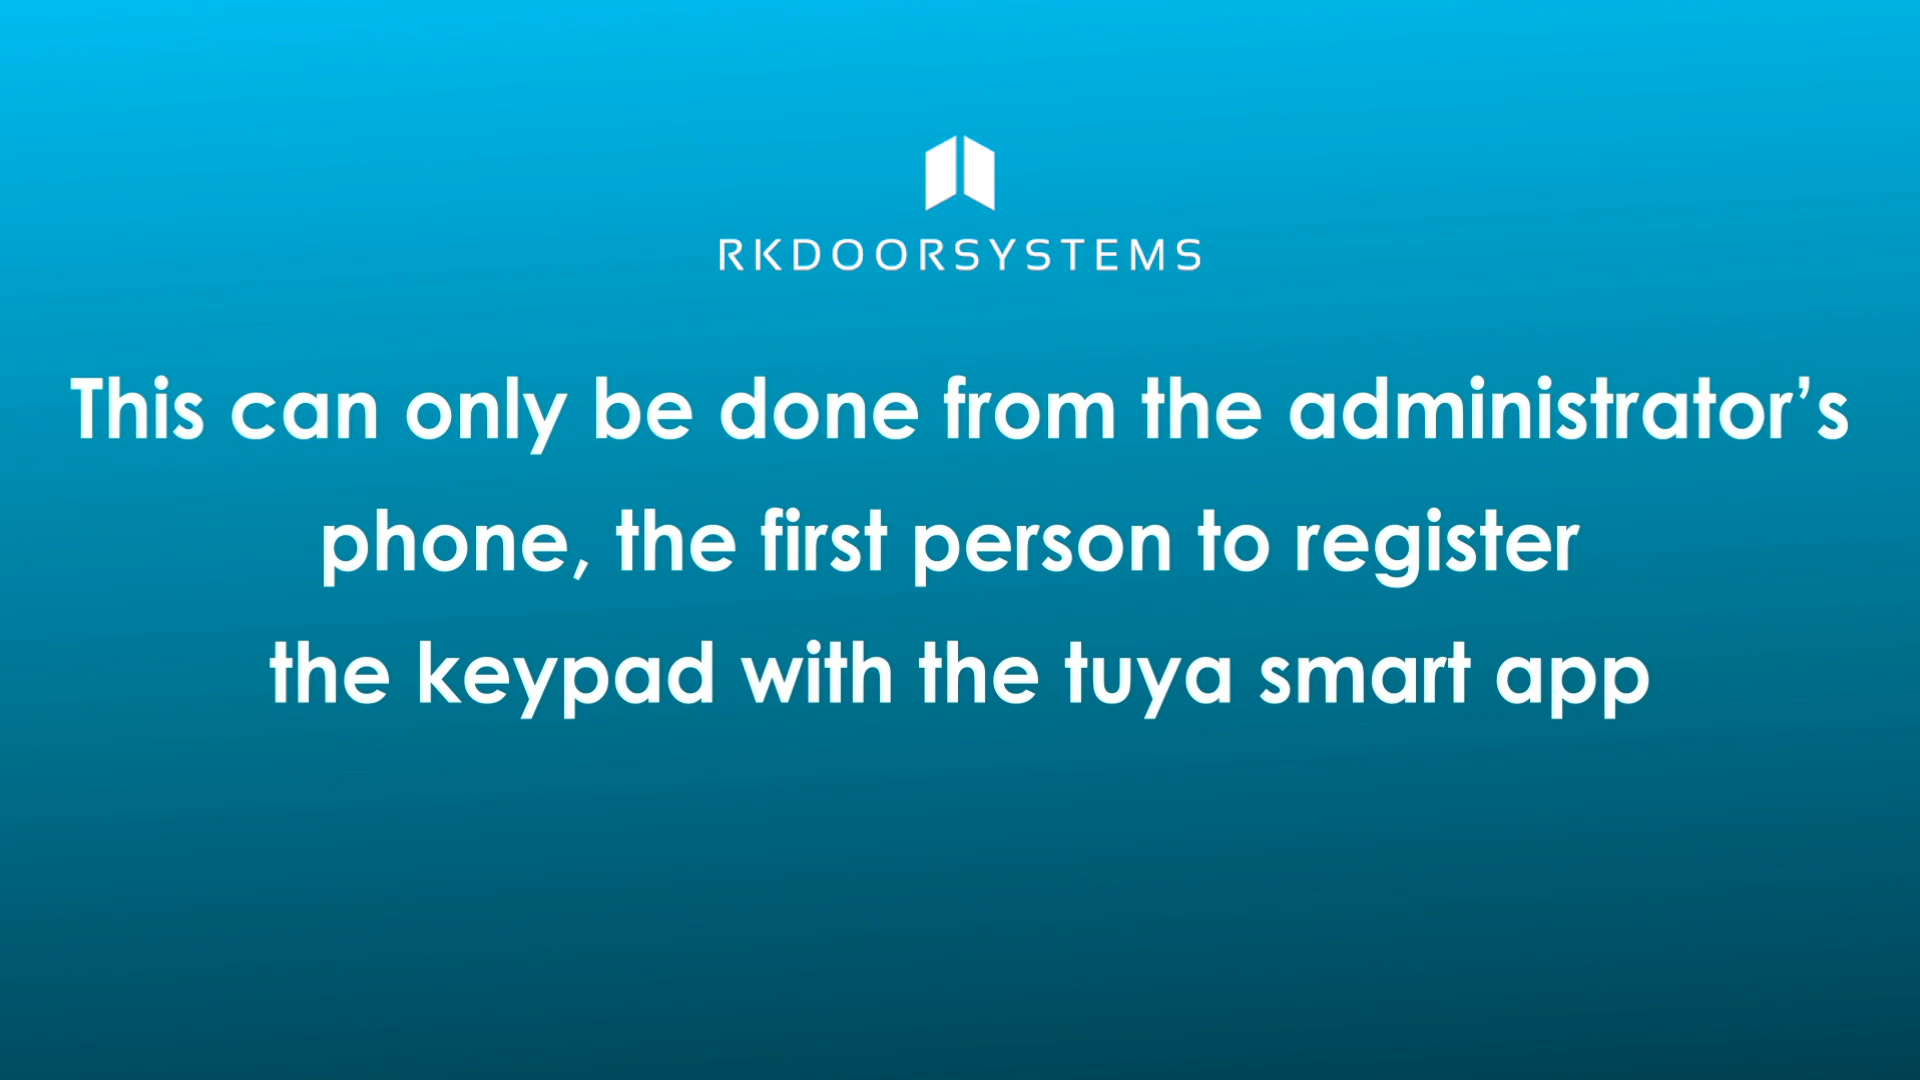 RKDOORSYSTEMS
This can only be done from the administrator’s
phone, the first person to register
the keypad with the tuya smart app